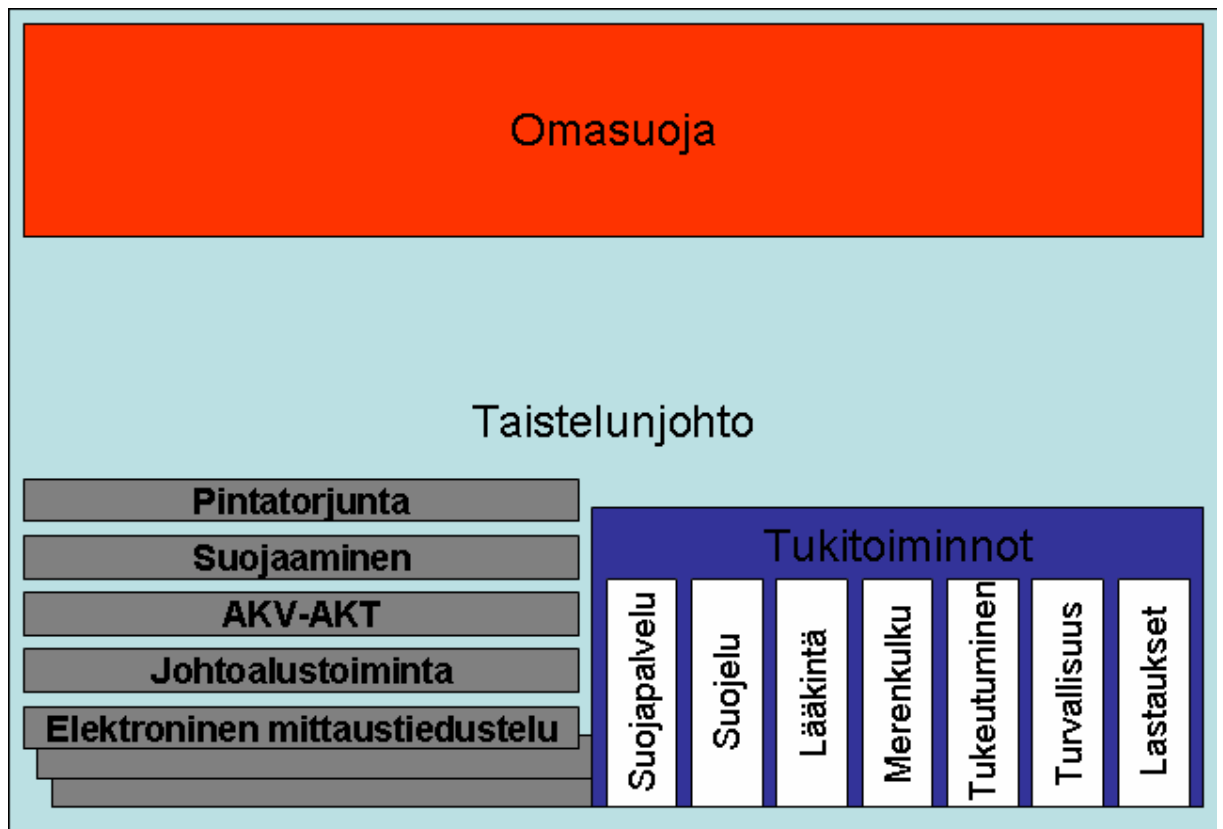 Omasuoja
Taistelunjohto
Pintatorjunta
Suojaaminen
AKV-AKT
Johtoalustoiminta
Elektroninen mittaustiedustelu
Tukitoiminnot
Suojapalvelu
Suojelu
Lääkintä
Merenkulku
Tukeutuminen
Turvallisuus
Lastaukset